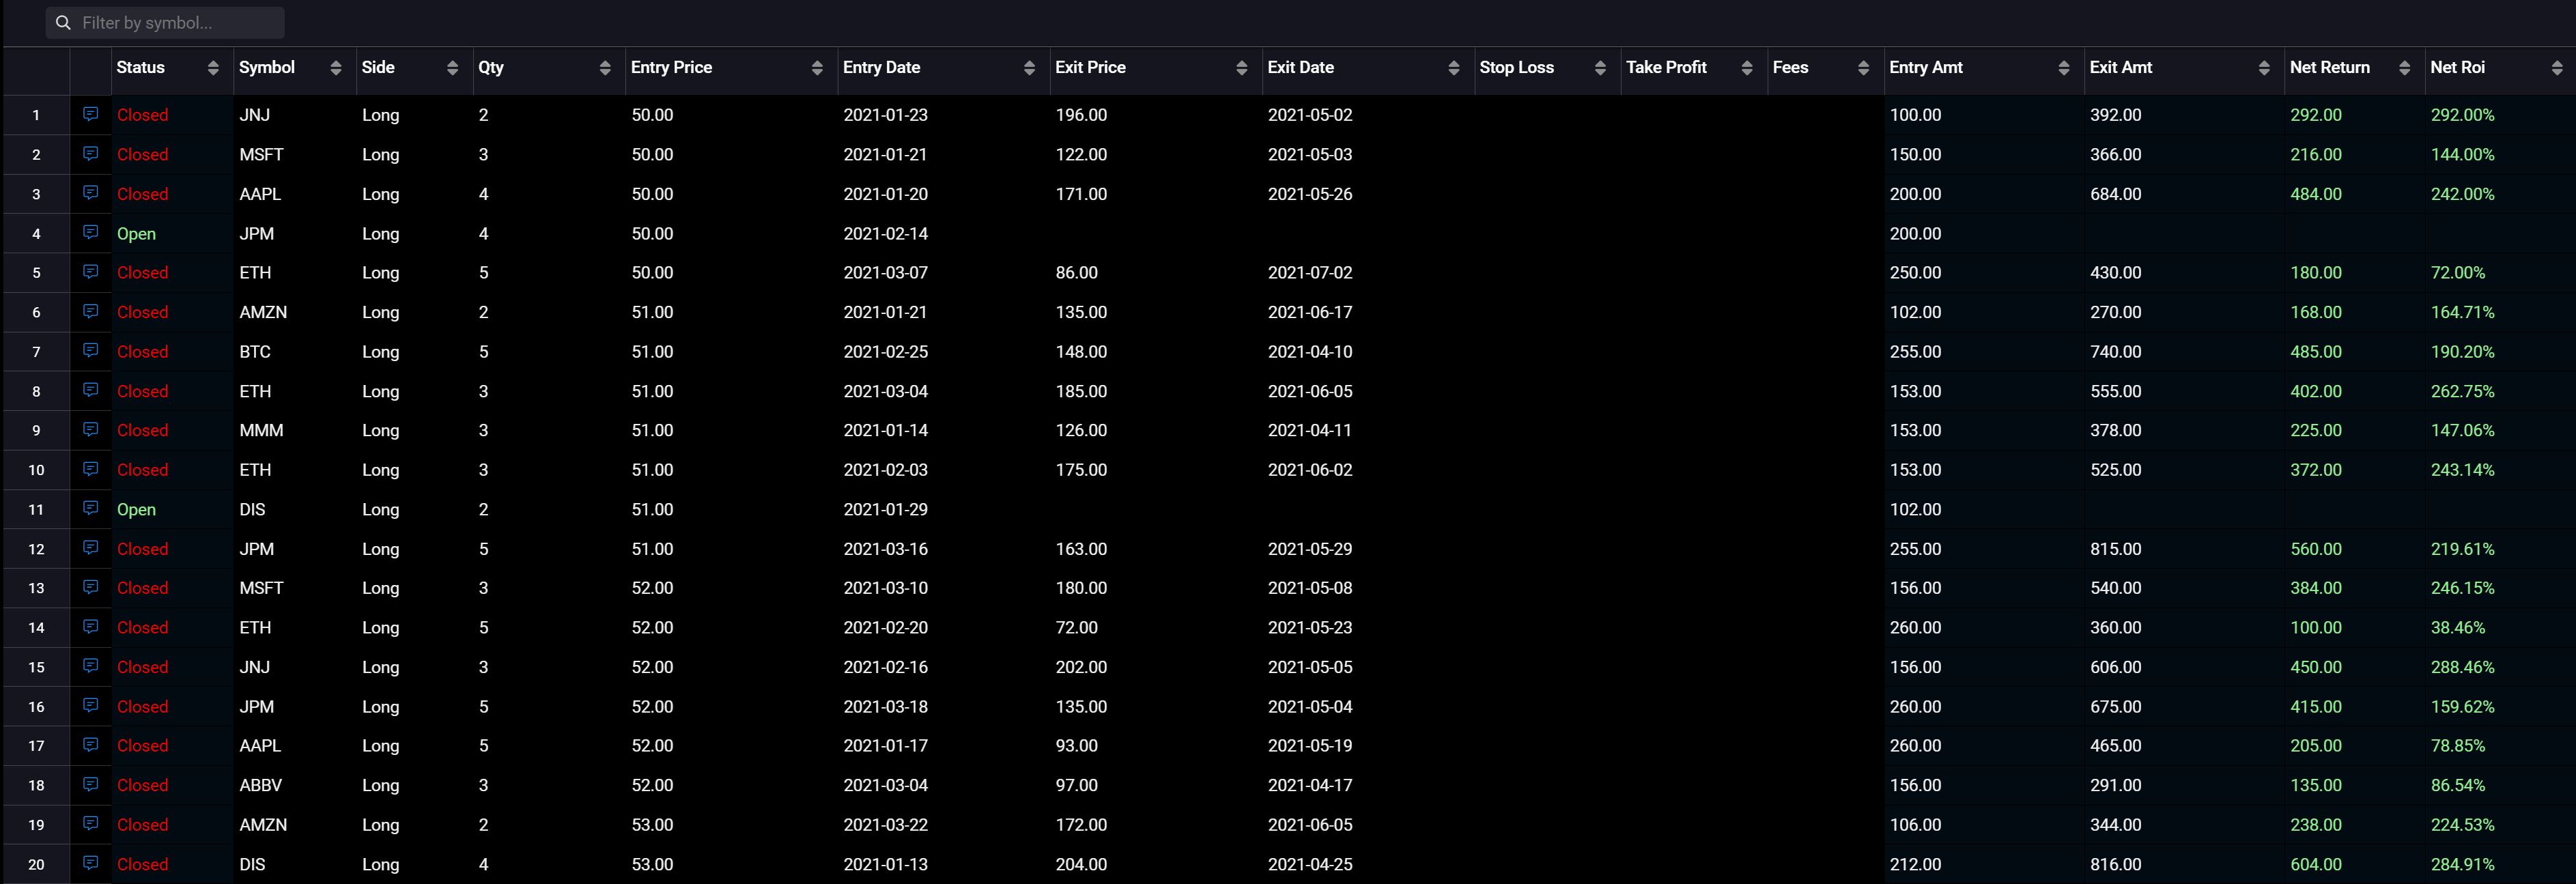 Filter by symbol...
Status Symbol Side Qty Entry Price Entry Date Exit Price Exit Date Stop Loss Take Profit Fees Entry Amt Exit Amt Net Return Net Roi
1 Closed JNJ Long 2 50.00 2021-01-23 196.00 2021-05-02 100.00 392.00 292.00 292.00%
2 Closed MSFT Long 3 50.00 2021-01-21 122.00 2021-05-03 150.00 366.00 216.00 144.00%
3 Closed AAPL Long 4 50.00 2021-01-20 171.00 2021-05-26 200.00 684.00 484.00 242.00%
4 Open JPM Long 4 50.00 2021-02-14 200.00
5 Closed ETH Long 5 50.00 2021-03-07 86.00 2021-07-02 250.00 430.00 180.00 72.00%
6 Closed AMZN Long 2 51.00 2021-01-21 135.00 2021-06-17 102.00 270.00 168.00 164.71%
7 Closed BTC Long 5 51.00 2021-02-25 148.00 2021-04-10 255.00 740.00 485.00 190.20%
8 Closed ETH Long 3 51.00 2021-03-04 185.00 2021-06-05 153.00 555.00 402.00 262.75%
9 Closed MMM Long 3 51.00 2021-01-14 126.00 2021-04-11 153.00 378.00 225.00 147.06%
10 Closed ETH Long 3 51.00 2021-02-03 175.00 2021-06-02 153.00 525.00 372.00 243.14%
11 Open DIS Long 2 51.00 2021-01-29 102.00
12 Closed JPM Long 5 51.00 2021-03-16 163.00 2021-05-29 255.00 815.00 560.00 219.61%
13 Closed MSFT Long 3 52.00 2021-03-10 180.00 2021-05-08 156.00 540.00 384.00 246.15%
14 Closed ETH Long 5 52.00 2021-02-20 72.00 2021-05-23 260.00 360.00 100.00 38.46%
15 Closed JNJ Long 3 52.00 2021-02-16 202.00 2021-05-05 156.00 606.00 450.00 288.46%
16 Closed JPM Long 5 52.00 2021-03-18 135.00 2021-05-04 260.00 675.00 415.00 159.62%
17 Closed AAPL Long 5 52.00 2021-01-17 93.00 2021-05-19 260.00 465.00 205.00 78.85%
18 Closed ABBV Long 3 52.00 2021-03-04 97.00 2021-04-17 156.00 291.00 135.00 86.54%
19 Closed AMZN Long 2 53.00 2021-03-22 172.00 2021-06-05 106.00 344.00 238.00 224.53%
20 Closed DIS Long 4 53.00 2021-01-13 204.00 2021-04-25 212.00 816.00 604.00 284.91%